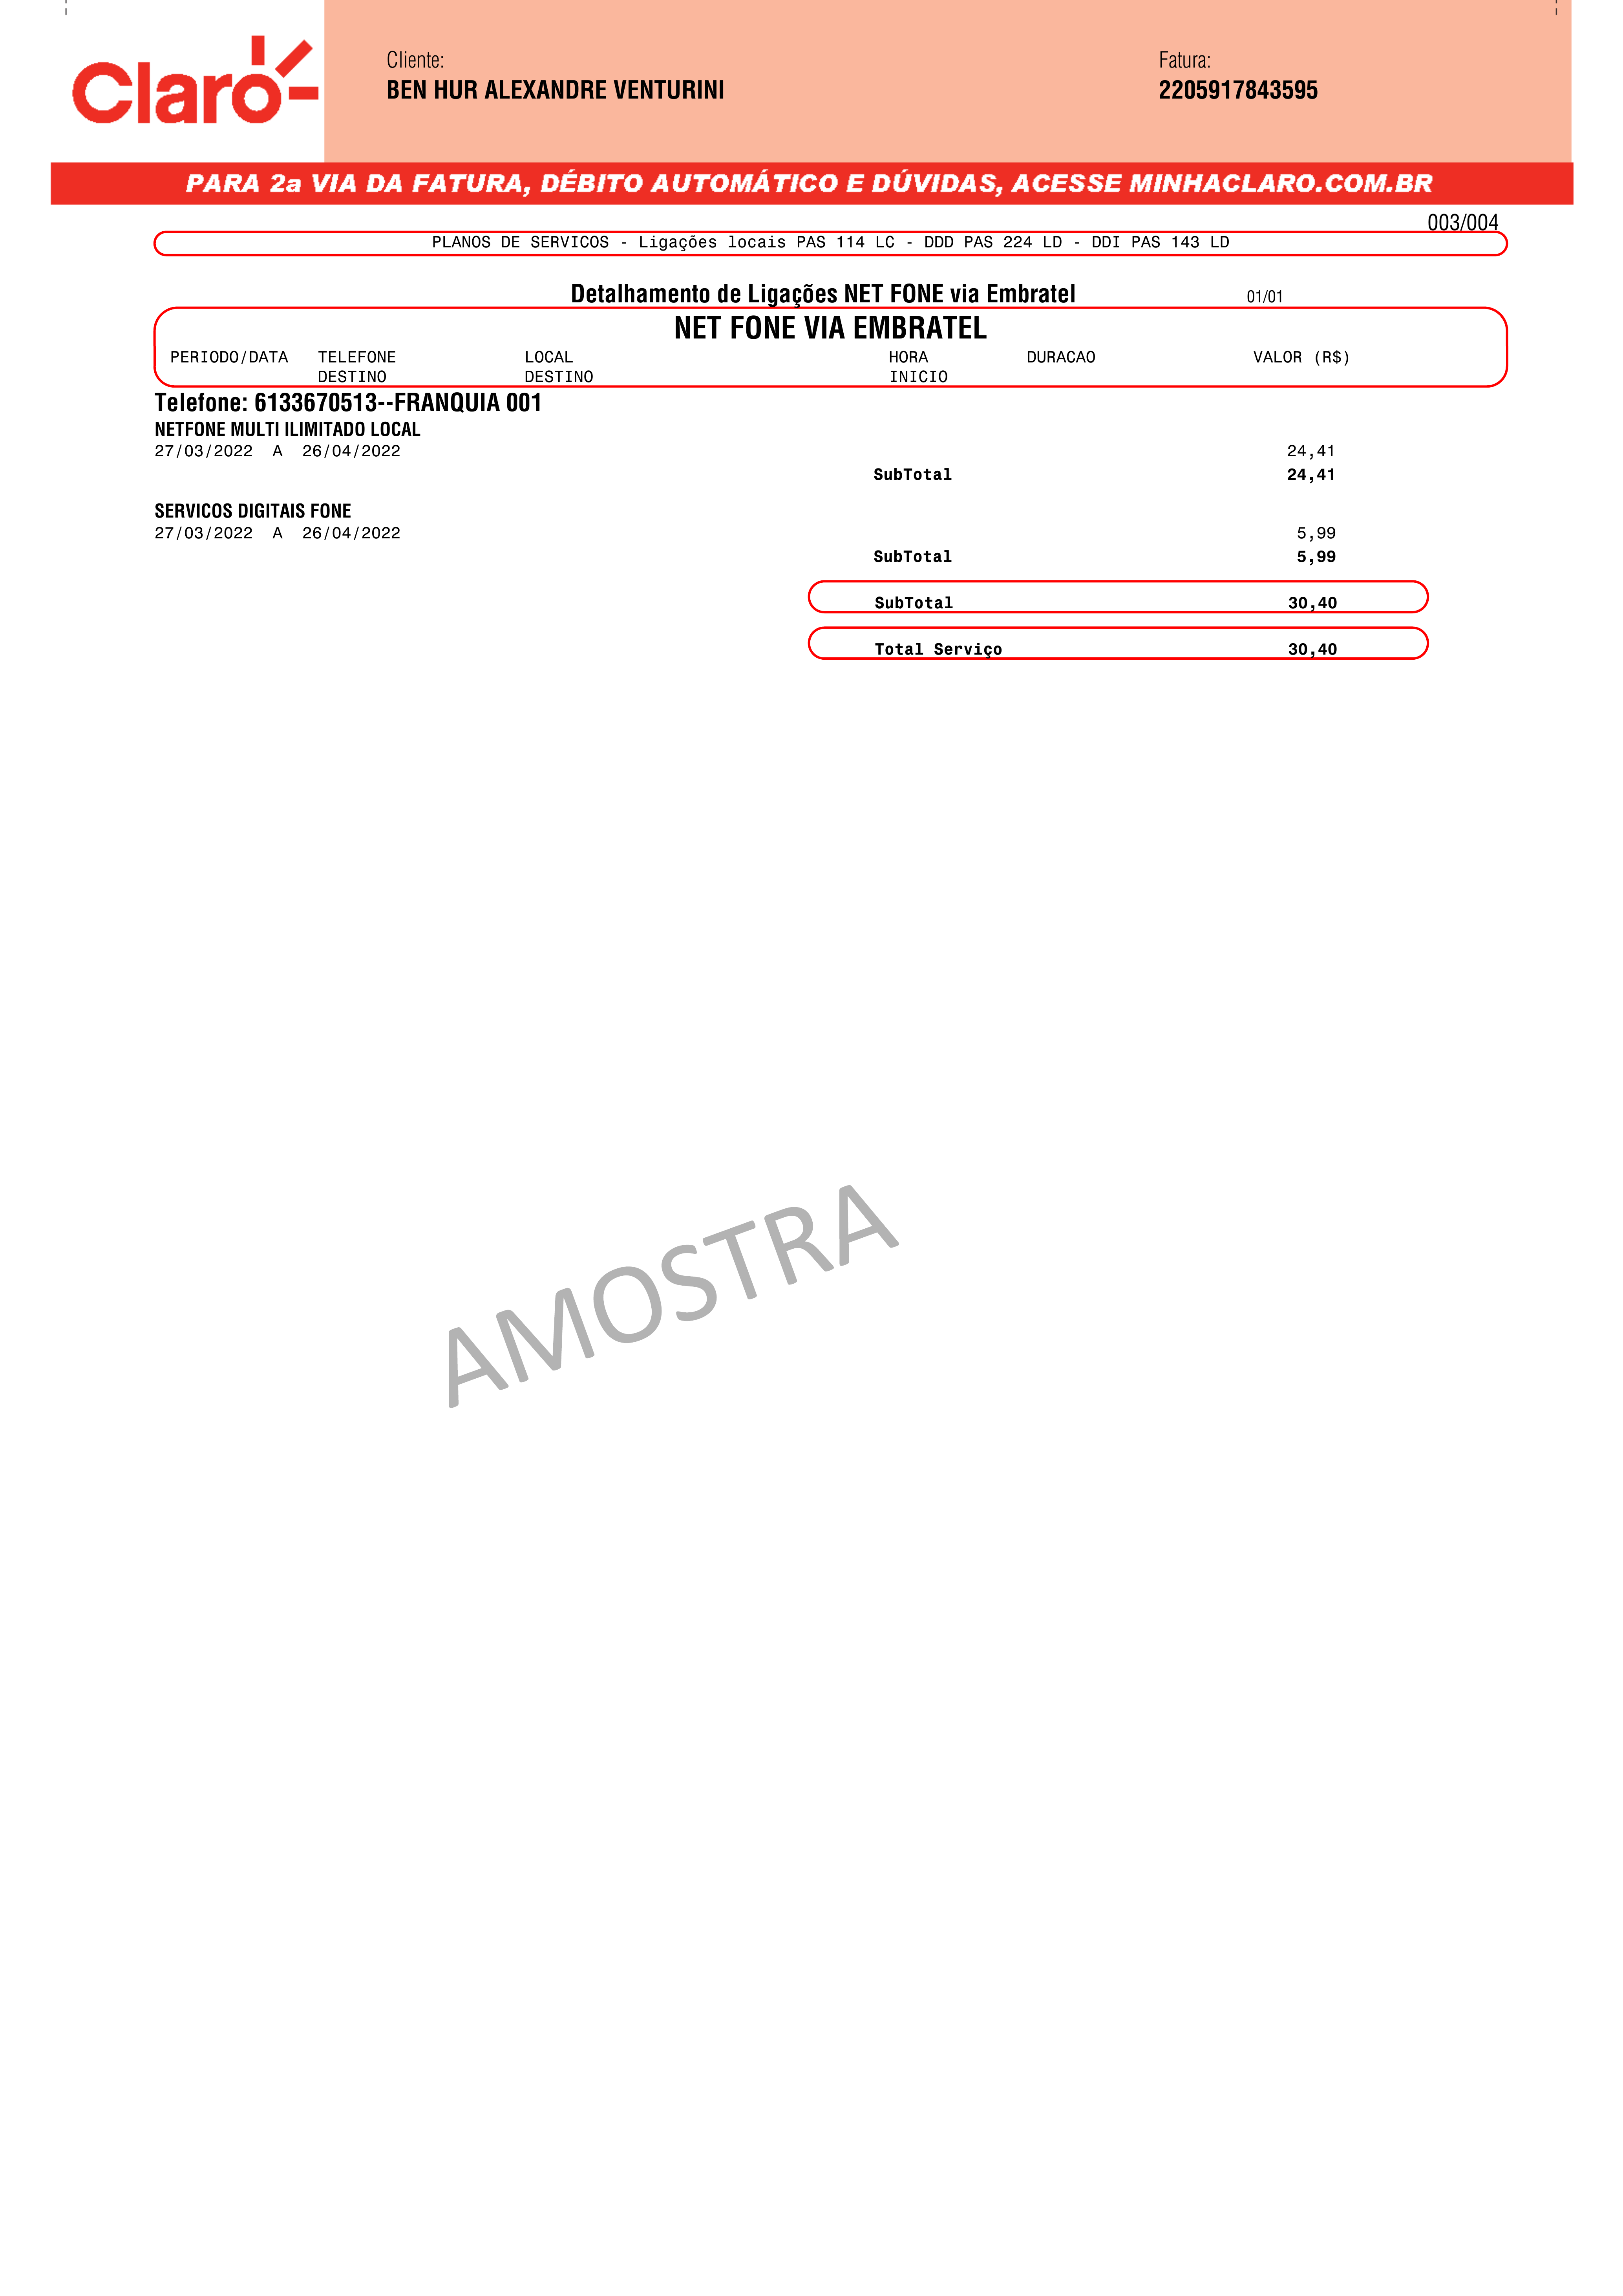 Claro
Cliente:
BEN HUR ALEXANDRE VENTURINI
Fatura:
2205917843595
PARA 2a VIA DA FATURA, DÉBITO AUTOMÁTICO E DÚVIDAS, ACESSE MINHACLARO.COM.BR
003/004
PLANOS DE SERVICOS - Ligações locais PAS 114 LC - DDD PAS 224 LD - DDI PAS 143 LD
Detalhamento de Ligações NET FONE via Embratel 01/01
NET FONE VIA EMBRATEL
PERIODO/DATA TELEFONE LOCAL HORA DURACAO VALOR (R$)
DESTINO DESTINO INICIO
Telefone: 6133670513--FRANQUIA 001
NETFONE MULTI ILIMITADO LOCAL
27/03/2022 A 26/04/2022 24,41
SubTotal 24,41
SERVICOS DIGITAIS FONE
27/03/2022 A 26/04/2022 5,99
SubTotal 5,99
SubTotal 30,40
Total Serviço 30,40
AMOSTRA